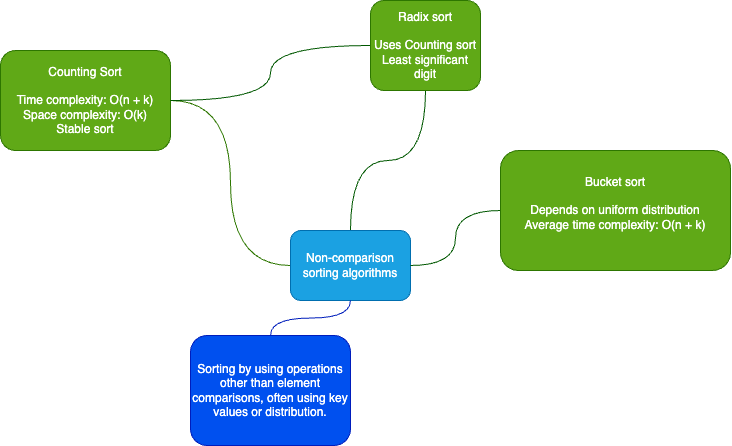 Radix sort
Uses Counting sort
Least significant
digit
Counting Sort
Time complexity: O(n + k)
Space complexity: O(k)
Stable sort
Bucket sort
Depends on uniform distribution
Average time complexity: O(n + k)
Non-comparison
sorting algorithms
Sorting by using operations
other than element
comparisons, often using key
values or distribution.